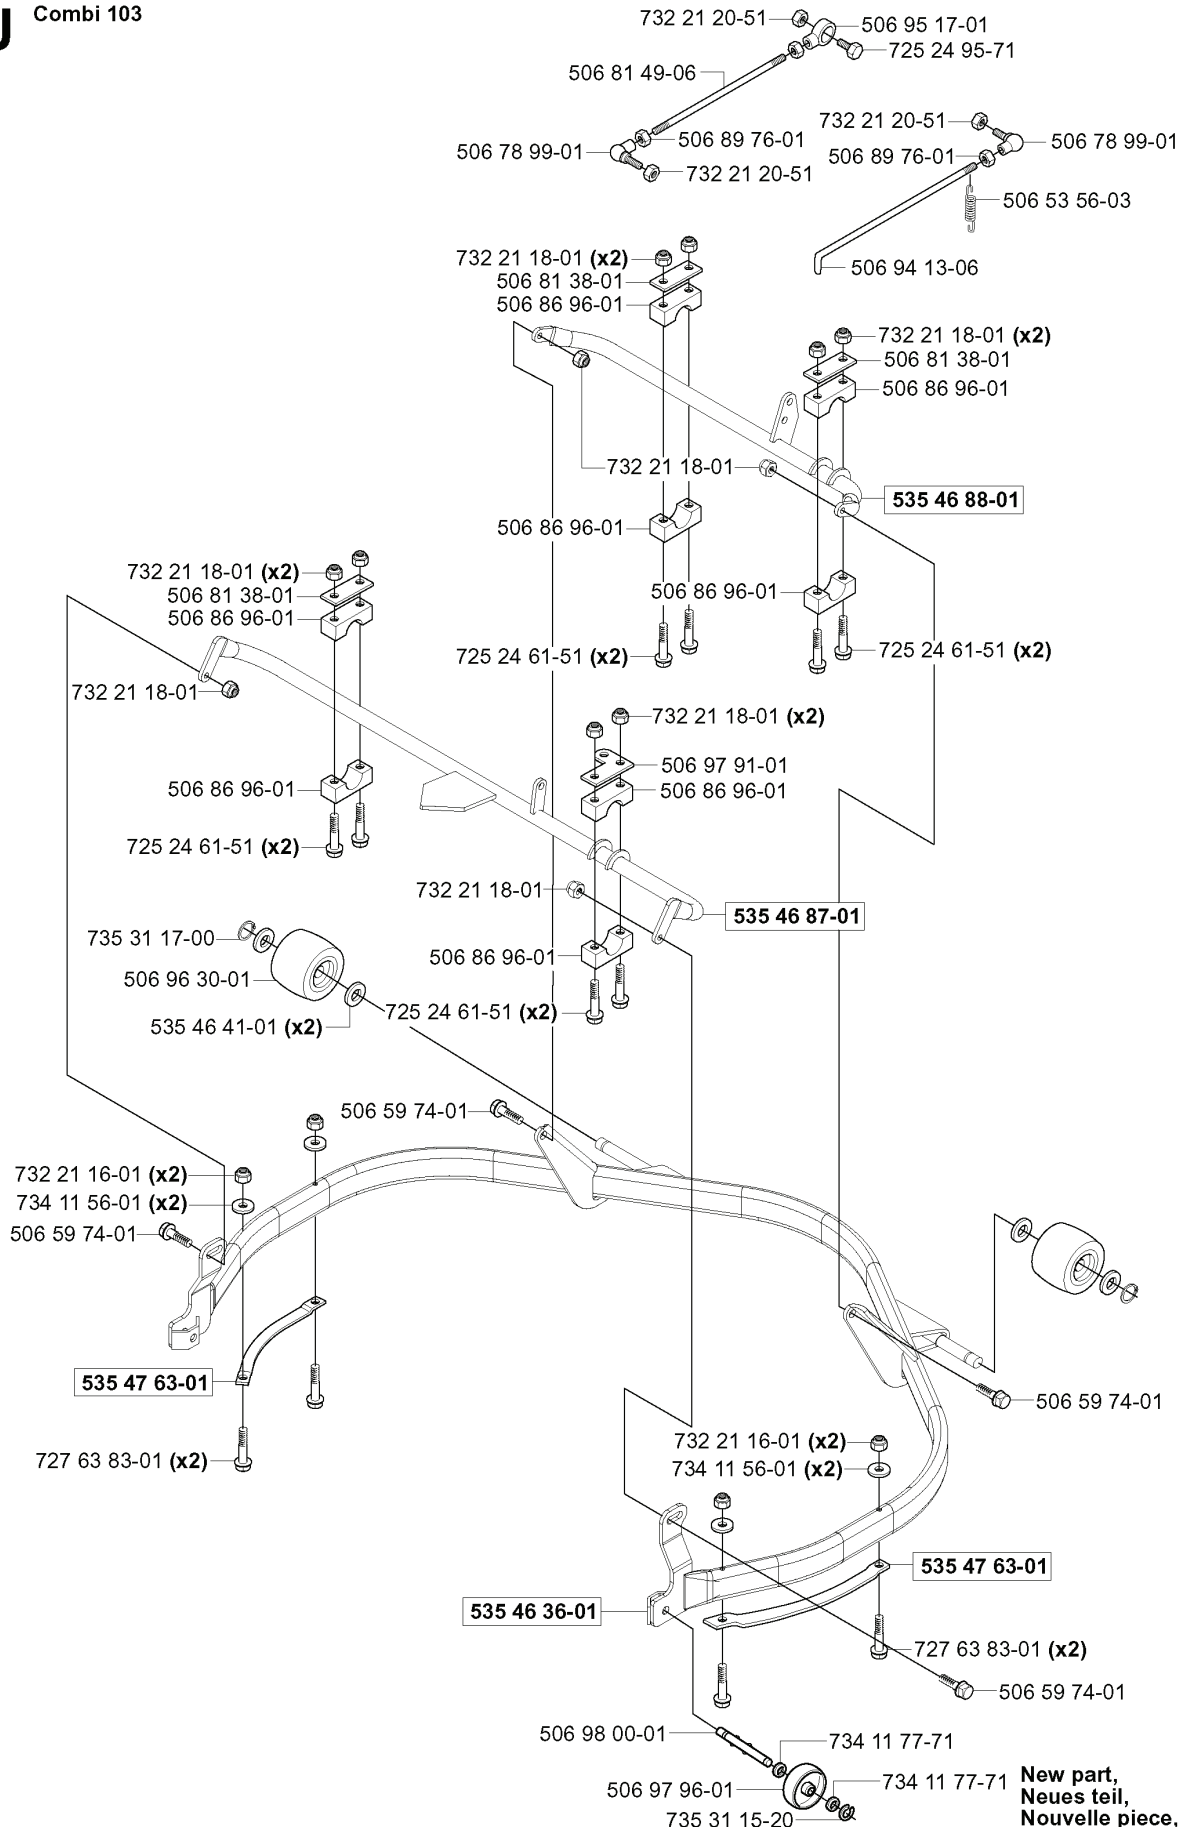 J
Combi 103
732 21 20-51
506 95 17-01
725 24 95-71
506 81 49-06
732 21 20-51
506 89 76-01
506 78 99-01
506 78 99-01
506 89 76-01
732 21 20-51
506 53 56-03
732 21 18-01 (x2)
506 94 13-06
506 81 38-01
506 86 96-01
732 21 18-01 (x2)
506 81 38-01
506 86 96-01
732 21 18-01
535 46 88-01
506 86 96-01
732 21 18-01 (x2)
506 81 38-01
506 86 96-01
506 86 96-01
725 24 61-51 (x2)
725 24 61-51 (x2)
732 21 18-01
732 21 18-01 (x2)
506 97 91-01
506 86 96-01
506 86 96-01
725 24 61-51 (x2)
732 21 18-01
535 46 87-01
735 31 17-00
506 86 96-01
506 96 30-01
725 24 61-51 (x2)
535 46 41-01 (x2)
506 59 74-01
732 21 16-01 (x2)
734 11 56-01 (x2)
506 59 74-01
535 47 63-01
506 59 74-01
732 21 16-01 (x2)
727 63 83-01 (x2)
734 11 56-01 (x2)
535 47 63-01
535 46 36-01
727 63 83-01 (x2)
506 59 74-01
506 98 00-01
734 11 77-71
734 11 77-71
506 97 96-01
735 31 15-20
New part,
Neues teil,
Nouvelle piece,